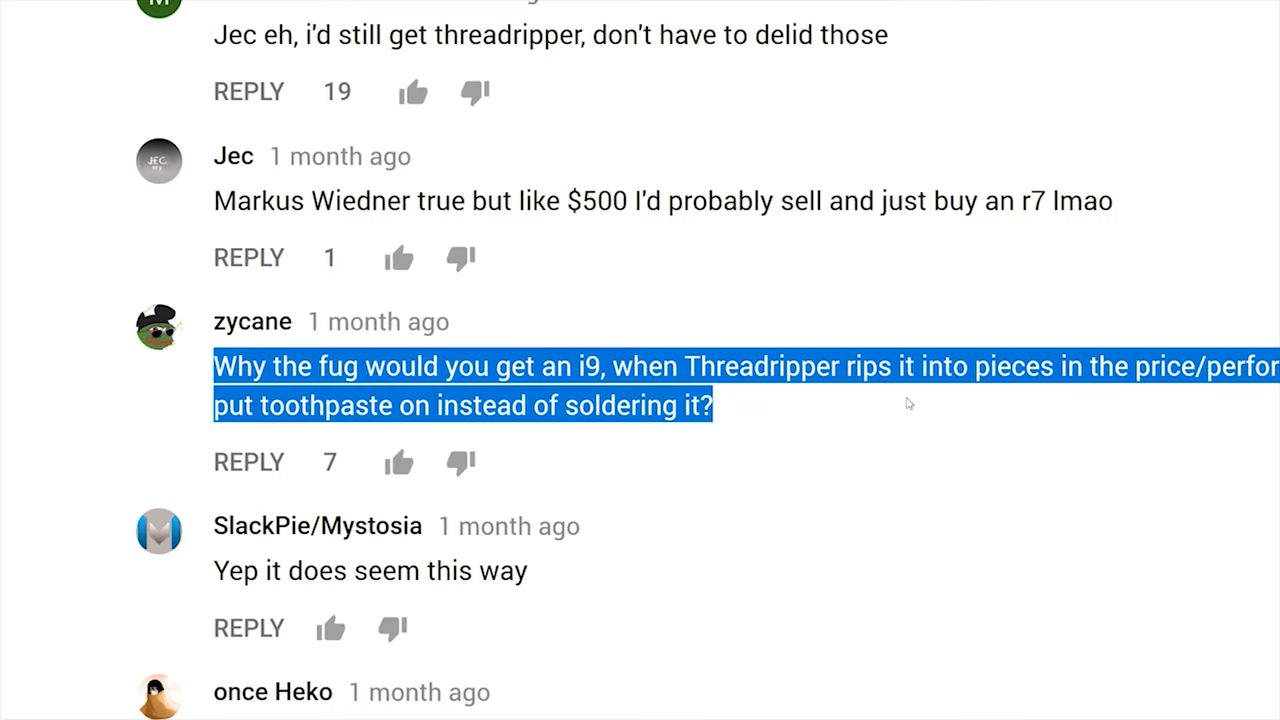 Jec eh, i'd still get threadripper, don't have to delid those
REPLY 19
Jec 1 month ago
Markus Wiedner true but like $500 I'd probably sell and just buy an r7 lmao
REPLY 1
zycane 1 month ago
Why the fug would you get an i9, when Threadripper rips it into pieces in the price/perfor
put toothpaste on instead of soldering it?
REPLY 7
SlackPie/Mystosia 1 month ago
Yep it does seem this way
REPLY
once Heko 1 month ago